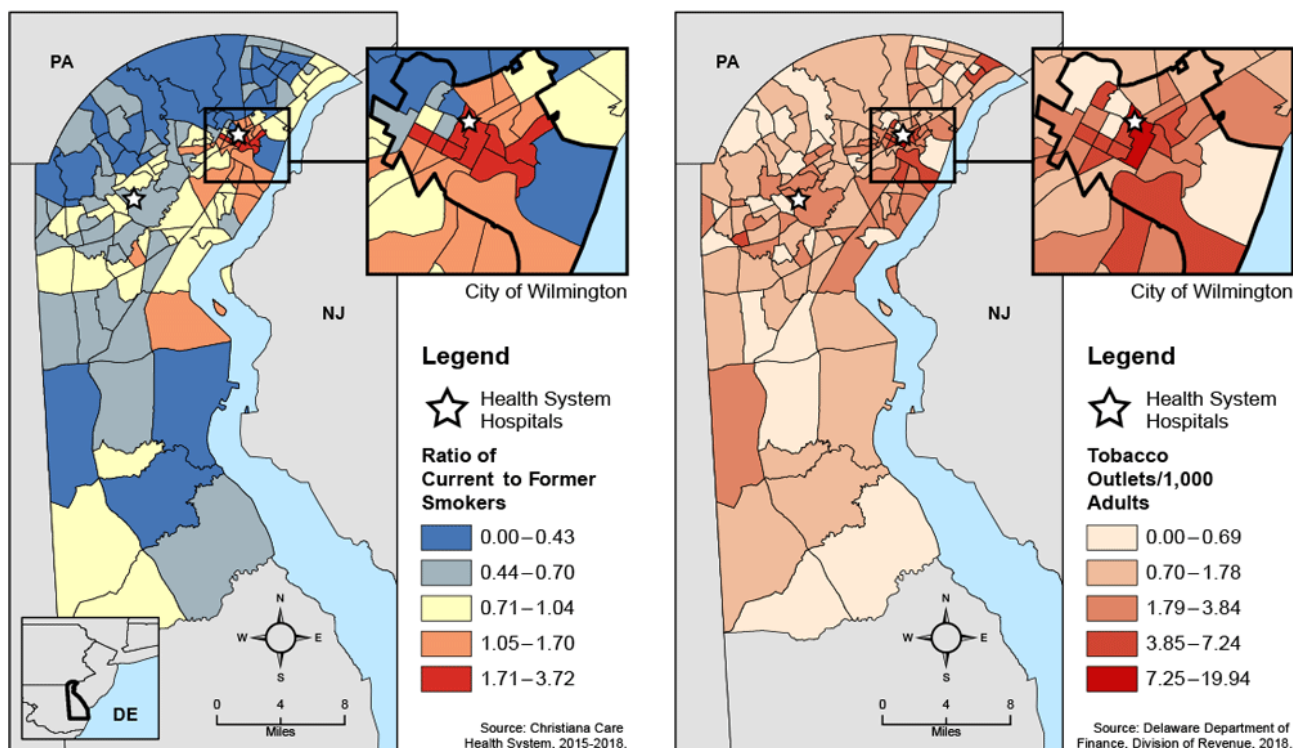 PA
NJ
City of Wilmington
Legend
Health System
Hospitals
Ratio of
Current to Former
Smokers
0.00–0.43
0.44–0.70
0.71–1.04
1.05–1.70
1.71–3.72
N
W E
S
0 4 8
Miles
DE
Source: Christiana Care
Health System, 2015-2018.
PA
NJ
City of Wilmington
Legend
Health System
Hospitals
Tobacco
Outlets/1,000
Adults
0.00–0.69
0.70–1.78
1.79–3.84
3.85–7.24
7.25–19.94
N
W E
S
0 4 8
Miles
Source: Delaware Department of
Finance, Division of Revenue, 2018.